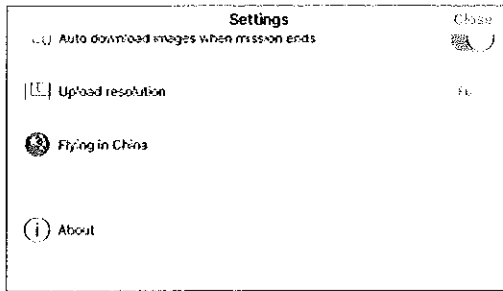 Settings
Close
Auto download images when mission ends
Upload resolution
Flying in China
About